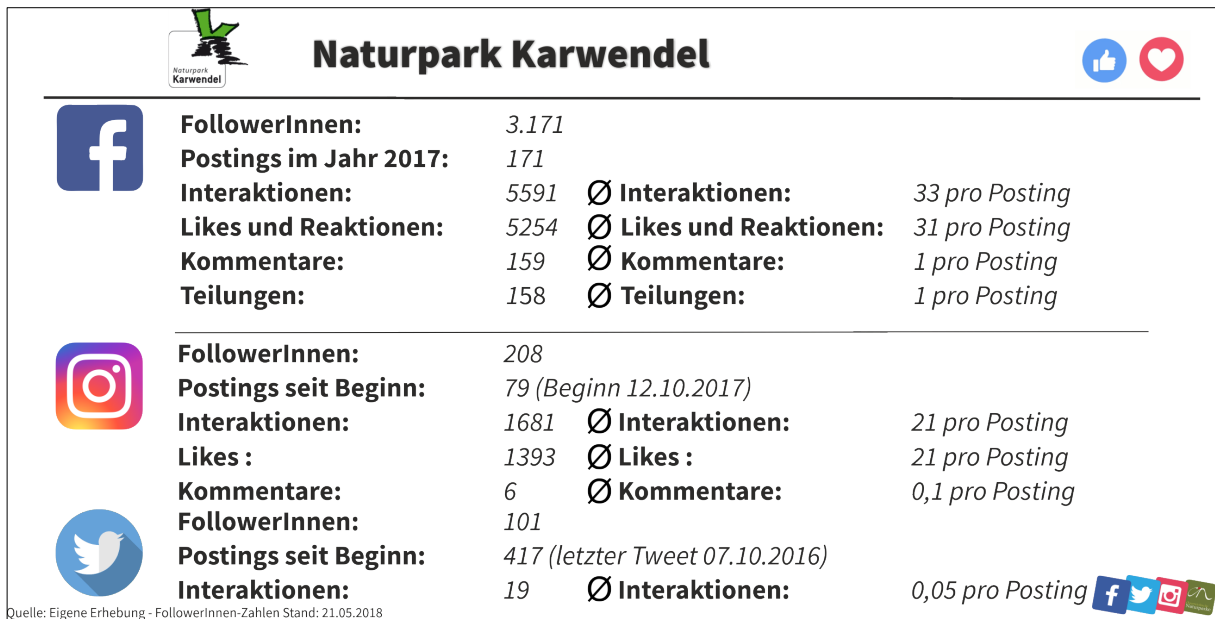 Naturpark
Karwendel
Naturpark Karwendel
FollowerInnen: 3.171
Postings im Jahr 2017: 171
Interaktionen: 5591 Ø Interaktionen: 33 pro Posting
Likes und Reaktionen: 5254 Ø Likes und Reaktionen: 31 pro Posting
Kommentare: 159 Ø Kommentare: 1 pro Posting
Teilungen: 158 Ø Teilungen: 1 pro Posting
FollowerInnen: 208
Postings seit Beginn: 79 (Beginn 12.10.2017)
Interaktionen: 1681 Ø Interaktionen: 21 pro Posting
Likes : 1393 Ø Likes : 21 pro Posting
Kommentare: 6 Ø Kommentare: 0,1 pro Posting
FollowerInnen: 101
Postings seit Beginn: 417 (letzter Tweet 07.10.2016)
Interaktionen: 19 Ø Interaktionen: 0,05 pro Posting
Quelle: Eigene Erhebung - FollowerInnen-Zahlen Stand: 21.05.2018